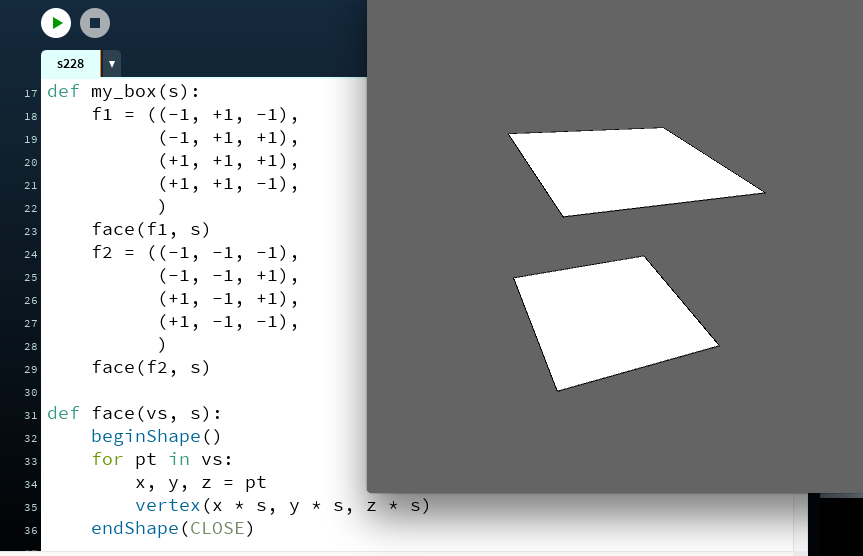 s228
17 def my_box(s):
18     f1 = ((-1, +1, -1),
19           (-1, +1, +1),
20           (+1, +1, +1),
21           (+1, +1, -1),
22           )
23     face(f1, s)
24     f2 = ((-1, -1, -1),
25           (-1, -1, +1),
26           (+1, -1, +1),
27           (+1, -1, -1),
28           )
29     face(f2, s)
30
31 def face(vs, s):
32     beginShape()
33     for pt in vs:
34         x, y, z = pt
35         vertex(x * s, y * s, z * s)
36     endShape(CLOSE)